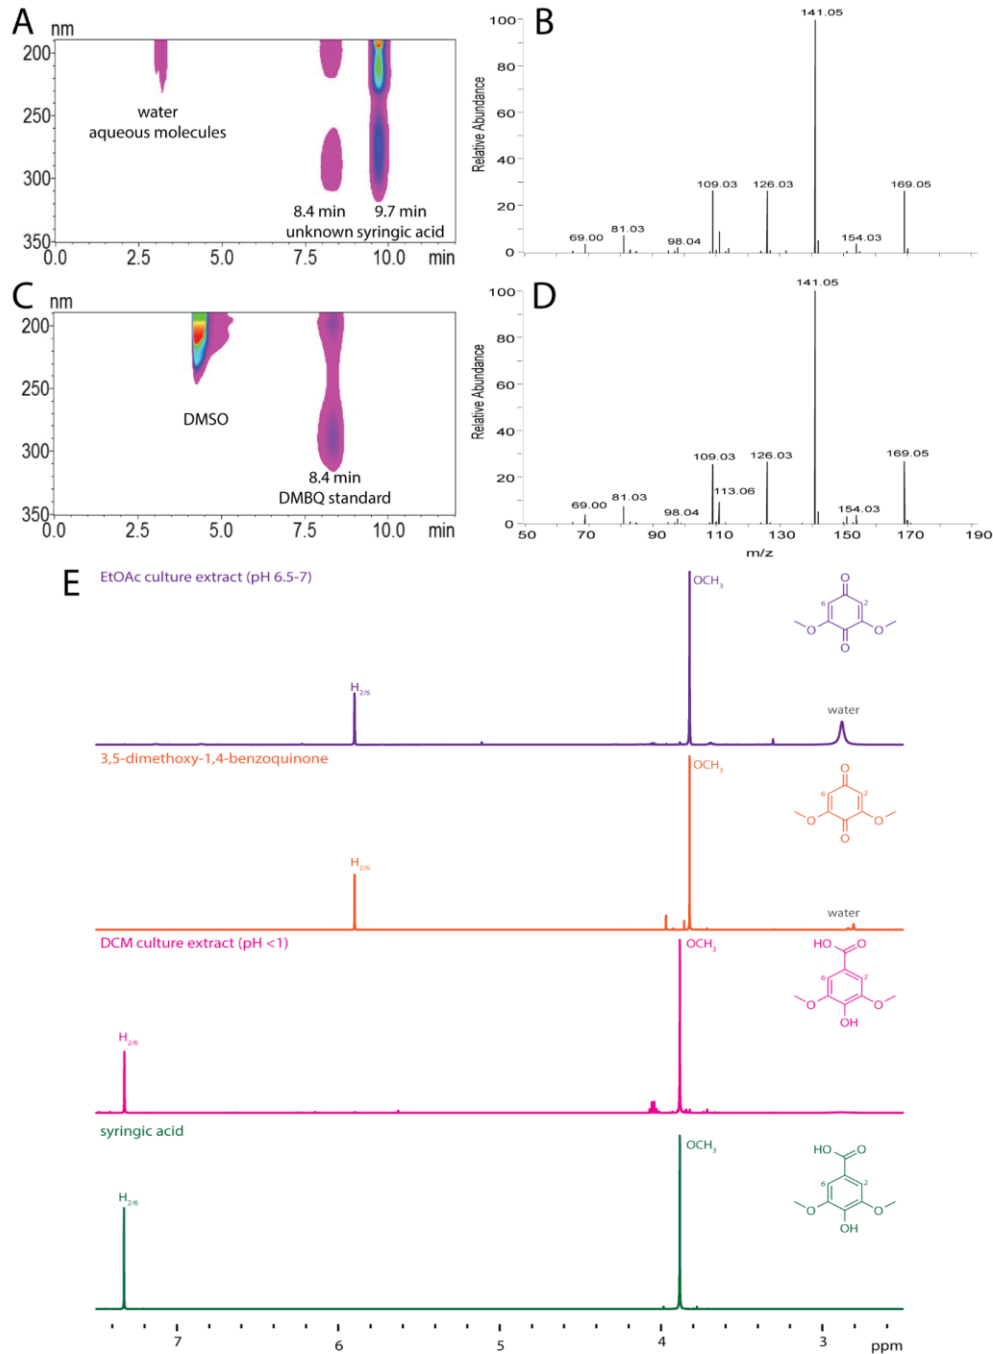 A
nm
200
250
300
350
water
aqueous molecules
8.4 min
unknown
9.7 min
syringic acid
0.0 2.5 5.0 7.5 10.0 min
B
Relative Abundance
100
80
60
40
20
0
69.00
81.03
98.04
109.03
126.03
141.05
154.03
169.05
C
nm
200
250
300
350
DMSO
8.4 min
DMBQ standard
0.0 2.5 5.0 7.5 10.0 min
D
Relative Abundance
100
80
60
40
20
0
69.00
81.03
98.04
109.03
113.06
126.03
141.05
154.03
169.05
50 70 90 110 130 150 170 190
m/z
E
EtOAc culture extract (pH 6.5-7)
H2/6
OCH3
water
O
6 2
O O
O
3,5-dimethoxy-1,4-benzoquinone
H2/6
OCH3
water
O
6 2
O O
O
DCM culture extract (pH <1)
H2/6
OCH3
HO O
6 2
O O
OH
syringic acid
H2/6
OCH3
HO O
6 2
O O
OH
7 6 5 4 3 ppm